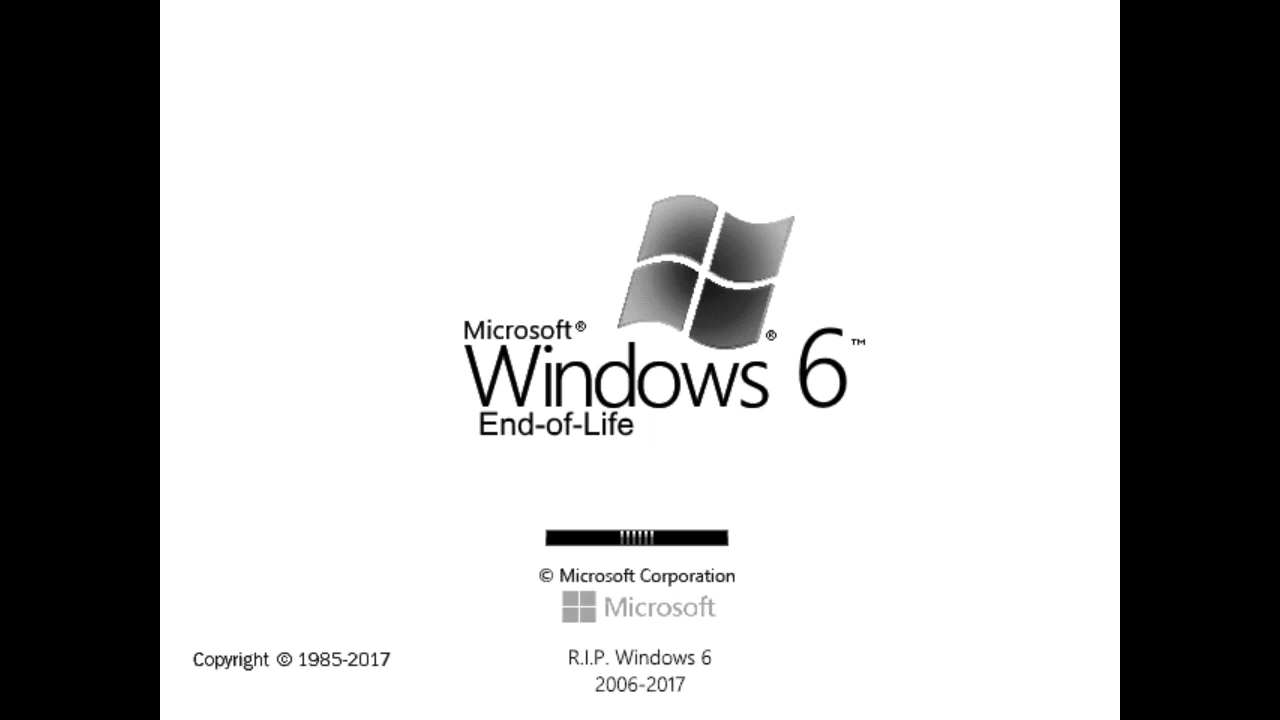 Microsoft®
Windows® 6™
End-of-Life
© Microsoft Corporation
Microsoft
Copyright © 1985-2017
R.I.P. Windows 6
2006-2017